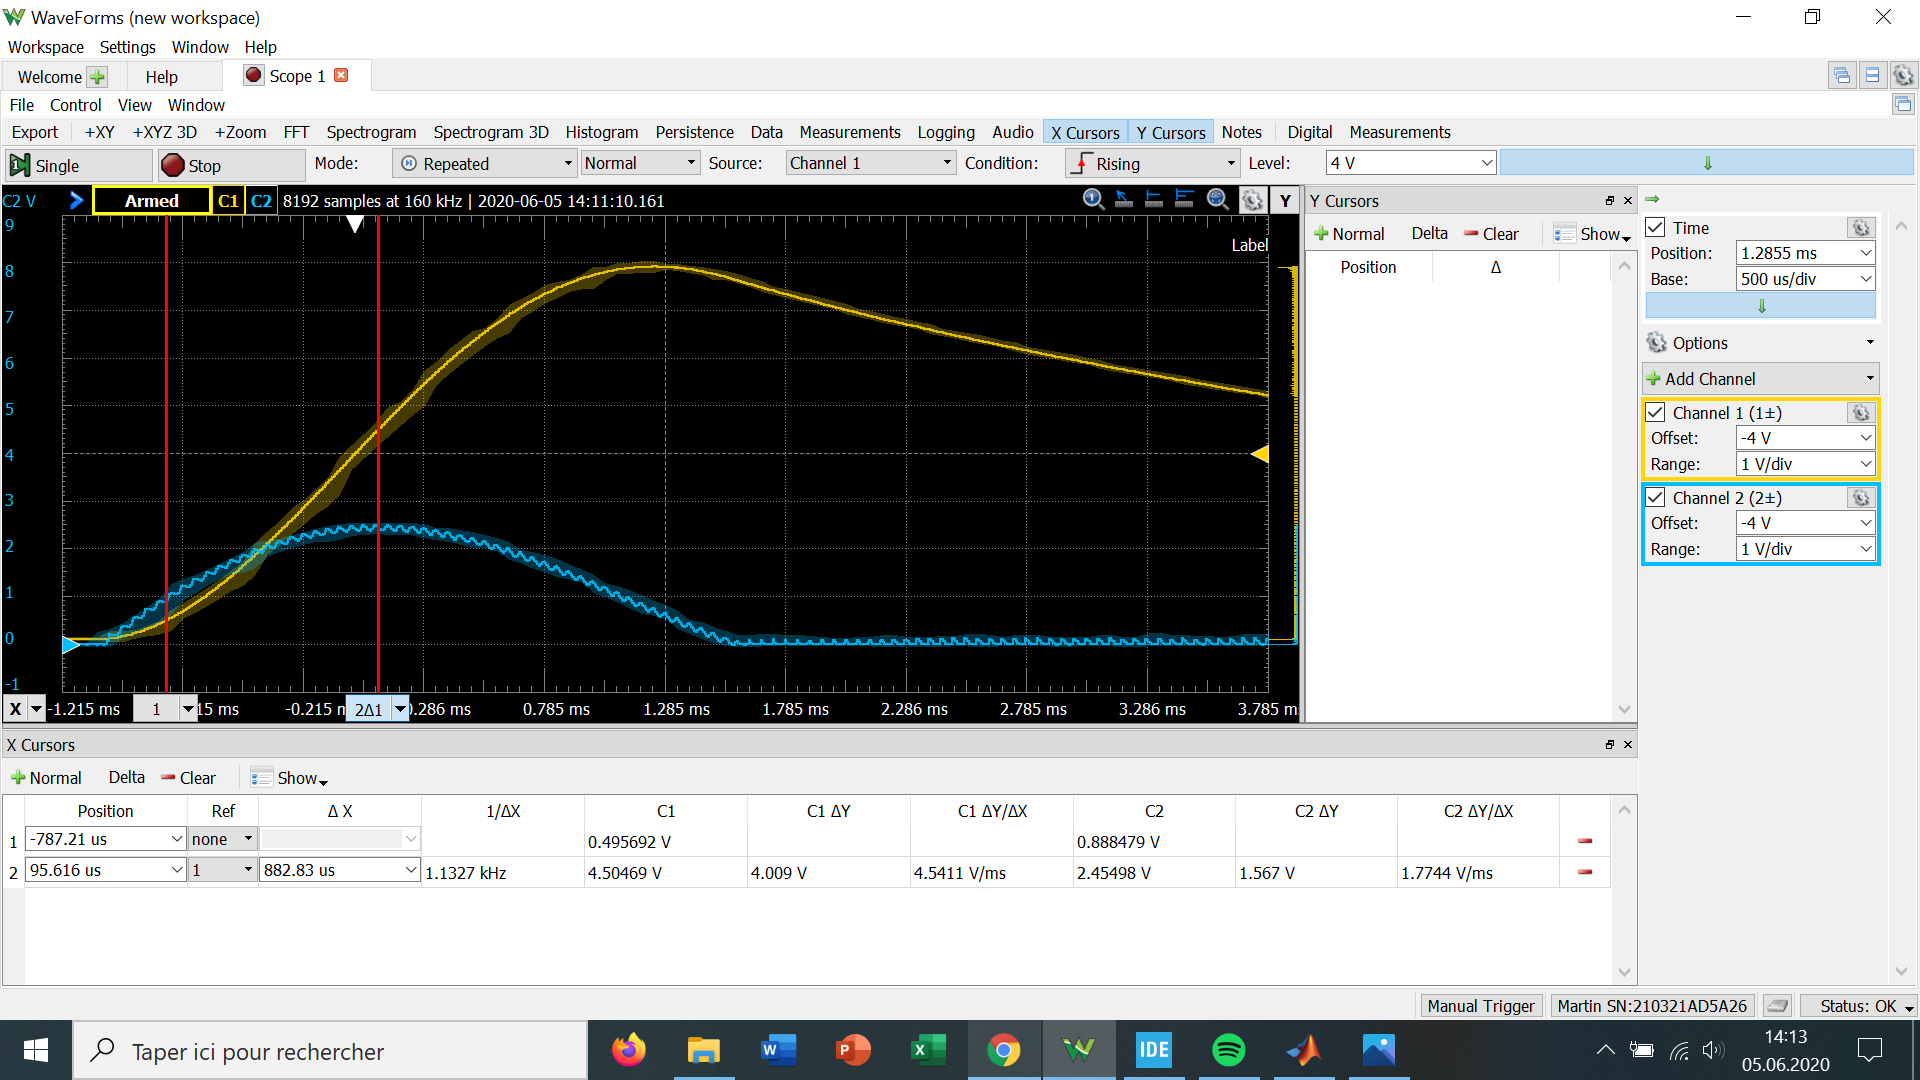 WaveForms (new workspace)
Workspace Settings Window Help
Welcome Help Scope 1
File Control View Window
Export +XY +XYZ 3D +Zoom FFT Spectrogram Spectrogram 3D Histogram Persistence Data Measurements Logging Audio X Cursors Y Cursors Notes Digital Measurements
Single Stop Mode: Repeated Normal Source: Channel 1 Condition: Rising Level: 4 V
C2 V Armed C1 C2 8192 samples at 160 kHz | 2020-06-05 14:11:10.161 Y
Label
9
8
7
6
5
4
3
2
1
0
-1
X -1.215 ms 1 15 ms -0.215 m 2Δ1 0.286 ms 0.785 ms 1.285 ms 1.785 ms 2.286 ms 2.785 ms 3.286 ms 3.785 m
Y Cursors
Normal Delta Clear Show
Position Δ
Time
Position: 1.2855 ms
Base: 500 us/div
Options
Add Channel
Channel 1 (1±)
Offset: -4 V
Range: 1 V/div
Channel 2 (2±)
Offset: -4 V
Range: 1 V/div
X Cursors
Normal Delta Clear Show
Position Ref Δ X 1/ΔX C1 C1 ΔY C1 ΔY/ΔX C2 C2 ΔY C2 ΔY/ΔX
1 -787.21 us none 0.495692 V 0.888479 V
2 95.616 us 1 882.83 us 1.1327 kHz 4.50469 V 4.009 V 4.5411 V/ms 2.45498 V 1.567 V 1.7744 V/ms
Manual Trigger Martin SN:210321AD5A26 Status: OK
Taper ici pour rechercher
W P X IDE
14:13
05.06.2020